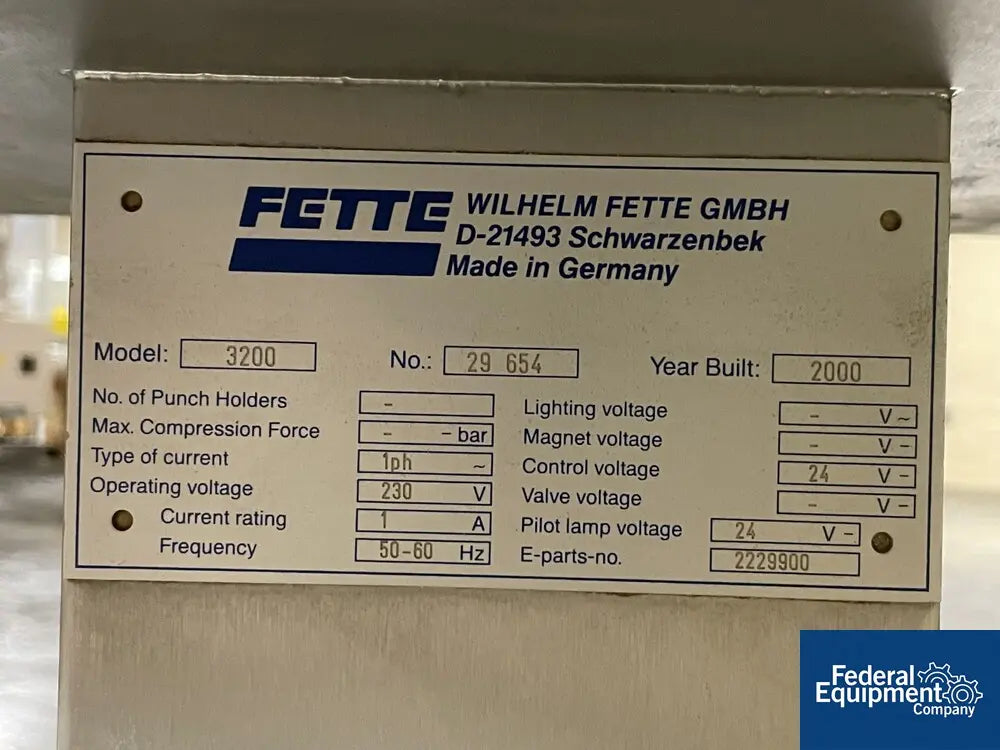 FETTE WILHELM FETTE GMBH
D-21493 Schwarzenbek
Made in Germany
Model: 3200 No.: 29 654 Year Built: 2000
No. of Punch Holders - Lighting voltage - V~
Max. Compression Force - - bar Magnet voltage - V-
Type of current 1ph ~ Control voltage 24 V-
Operating voltage 230 V Valve voltage - V-
Current rating 1 A Pilot lamp voltage 24 V-
Frequency 50-60 Hz E-parts-no. 2229900
Federal
Equipment
Company